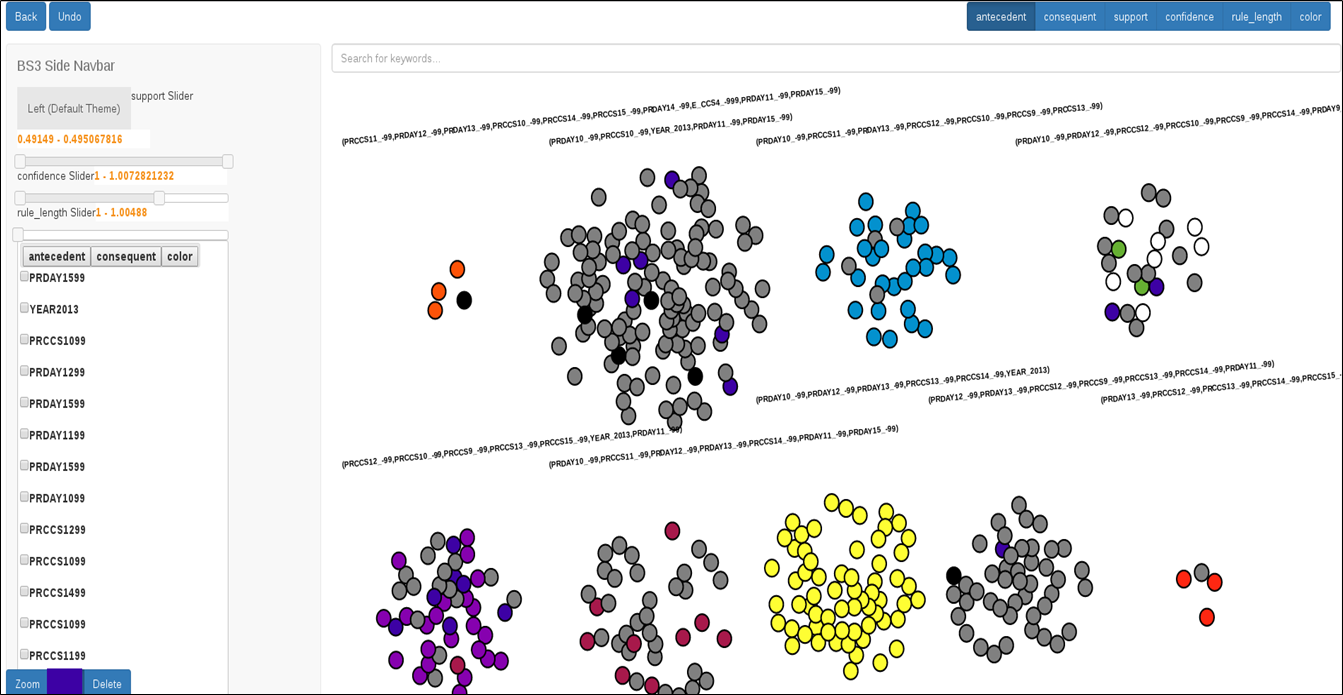 Back Undo antecedent consequent support confidence rule_length color
BS3 Side Navbar
Search for keywords...
Left (Default Theme) support Slider
0.49149 - 0.495067816
confidence Slider1 - 1.0072821232
rule_length Slider1 - 1.00488
antecedent consequent color
PRDAY1599
YEAR2013
PRCCS1099
PRDAY1299
PRDAY1599
PRDAY1199
PRDAY1599
PRDAY1099
PRCCS1299
PRCCS1099
PRCCS1499
PRCCS1099
PRCCS1199
Zoom Delete
(PRCCS11_-99,PRDAY12_-99,PRDAY13_-99,PRCCS10_-99,PRCCS14_-99,PRCCS15_-99,PRDAY14_-99,E_CCS4_-999,PRDAY11_-99,PRDAY15_-99)
(PRDAY10_-99,PRCCS10_-99,YEAR_2013,PRDAY11_-99,PRDAY15_-99)
(PRDAY10_-99,PRCCS11_-99,PRDAY13_-99,PRCCS12_-99,PRCCS10_-99,PRCCS9_-99,PRCCS13_-99)
(PRDAY10_-99,PRDAY12_-99,PRCCS12_-99,PRCCS10_-99,PRCCS9_-99,PRCCS14_-99,PRDAY9
(PRCCS12_-99,PRCCS10_-99,PRCCS9_-99,PRCCS13_-99,PRCCS15_-99,YEAR_2013,PRDAY11_-99)
(PRDAY10_-99,PRCCS11_-99,PRDAY12_-99,PRDAY13_-99,PRCCS14_-99,PRDAY11_-99,PRDAY15_-99)
(PRDAY10_-99,PRDAY12_-99,PRDAY13_-99,PRCCS13_-99,PRCCS14_-99,YEAR_2013)
(PRDAY12_-99,PRDAY13_-99,PRCCS12_-99,PRCCS9_-99,PRCCS13_-99,PRCCS14_-99,PRDAY11_-99)
(PRDAY13_-99,PRCCS12_-99,PRCCS13_-99,PRCCS14_-99,PRCCS15_-